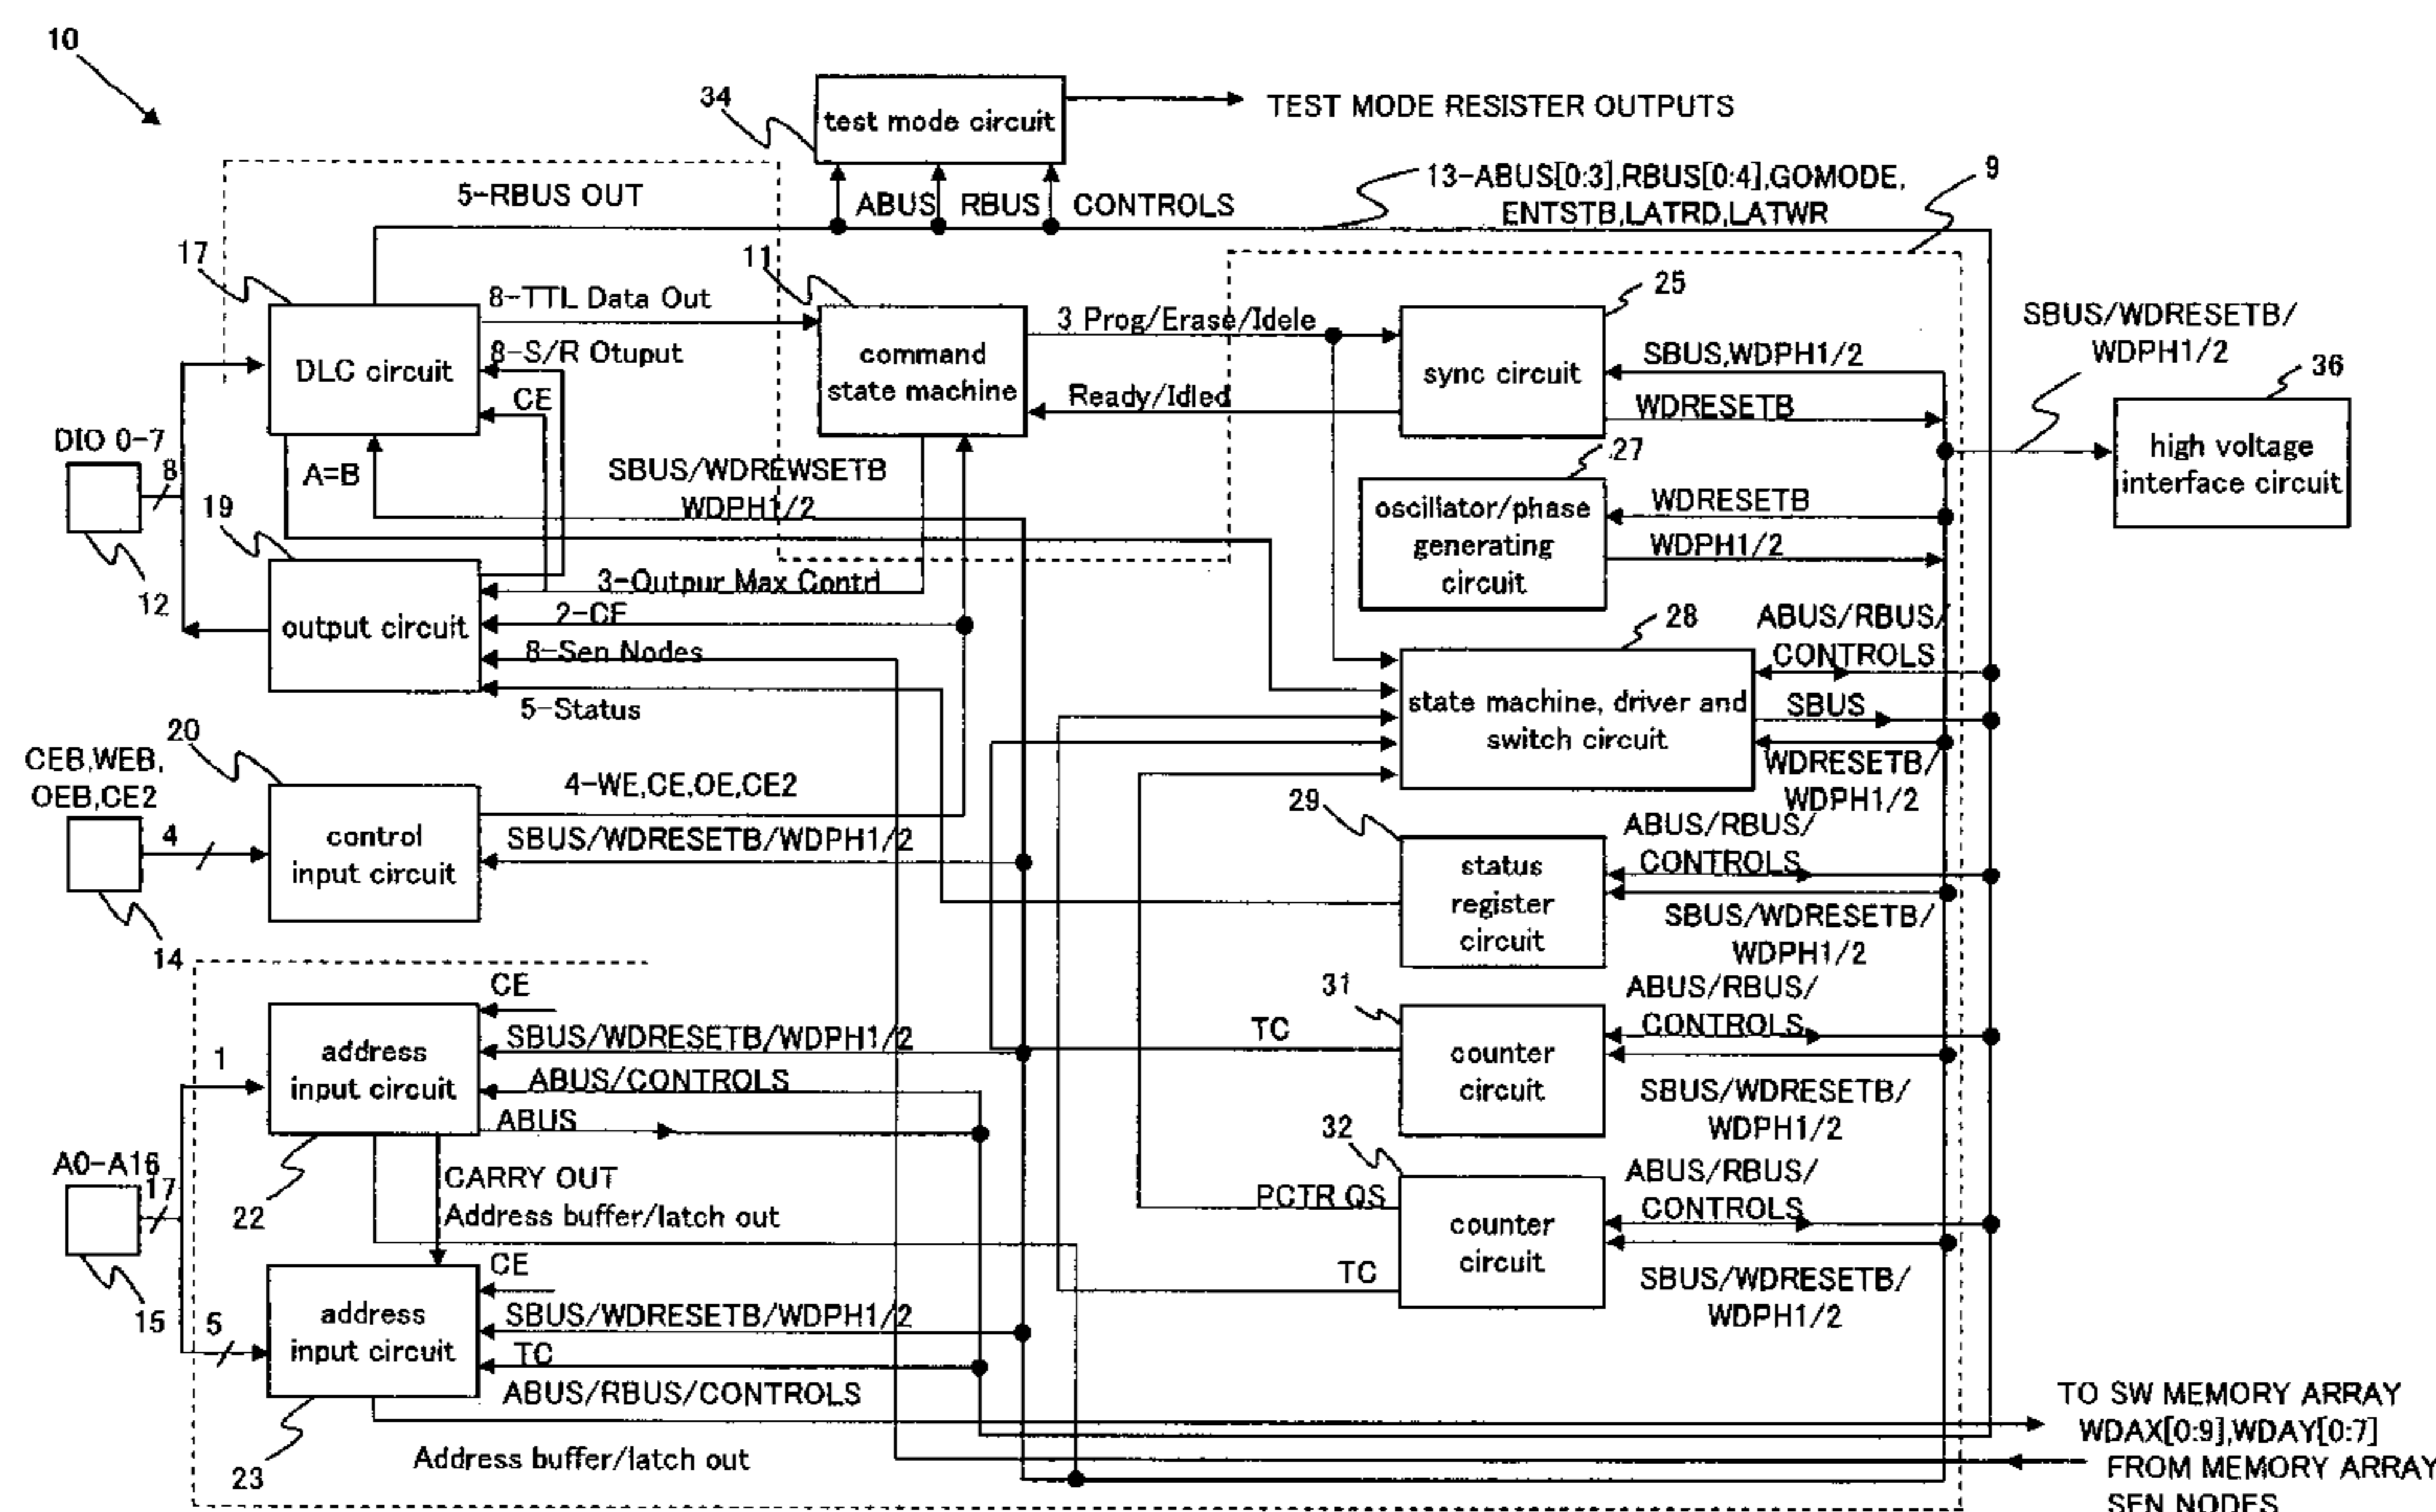 10
34
test mode circuit
TEST MODE RESISTER OUTPUTS
5-RBUS OUT
ABUS
RBUS
CONTROLS
13-ABUS[0:3],RBUS[0:4],GOMODE,
ENTSTB,LATRD,LATWR
9
17
DLC circuit
8-TTL Data Out
8-S/R Otuput
CE
A=B
11
command
state machine
3 Prog/Erase/Idele
Ready/Idled
25
sync circuit
SBUS,WDPH1/2
WDRESETB
SBUS/WDRESETB/
WDPH1/2
36
high voltage
interface circuit
DIO 0-7
8
12
SBUS/WDREWSETB
WDPH1/2
27
oscillator/phase
generating
circuit
WDRESETB
WDPH1/2
19
output circuit
3-Outpur Max Contrl
2-CF
8-Sen Nodes
5-Status
28
state machine, driver and
switch circuit
ABUS/RBUS/
CONTROLS
SBUS
WDRESETB/
WDPH1/2
20
CEB,WEB,
OEB,CE2
4
14
control
input circuit
4-WE,CE,OE,CE2
SBUS/WDRESETB/WDPH1/2
29
status
register
circuit
ABUS/RBUS/
CONTROLS
SBUS/WDRESETB/
WDPH1/2
1
address
input circuit
CE
SBUS/WDRESETB/WDPH1/2
ABUS/CONTROLS
ABUS
31
TC
counter
circuit
ABUS/RBUS/
CONTROLS
SBUS/WDRESETB/
WDPH1/2
A0-A16
17
15
22
CARRY OUT
Address buffer/latch out
32
PCTR QS
TC
counter
circuit
ABUS/RBUS/
CONTROLS
SBUS/WDRESETB/
WDPH1/2
5
address
input circuit
CE
SBUS/WDRESETB/WDPH1/2
TC
ABUS/RBUS/CONTROLS
23
Address buffer/latch out
TO SW MEMORY ARRAY
WDAX[0:9],WDAY[0:7]
FROM MEMORY ARRAY
SEN NODES